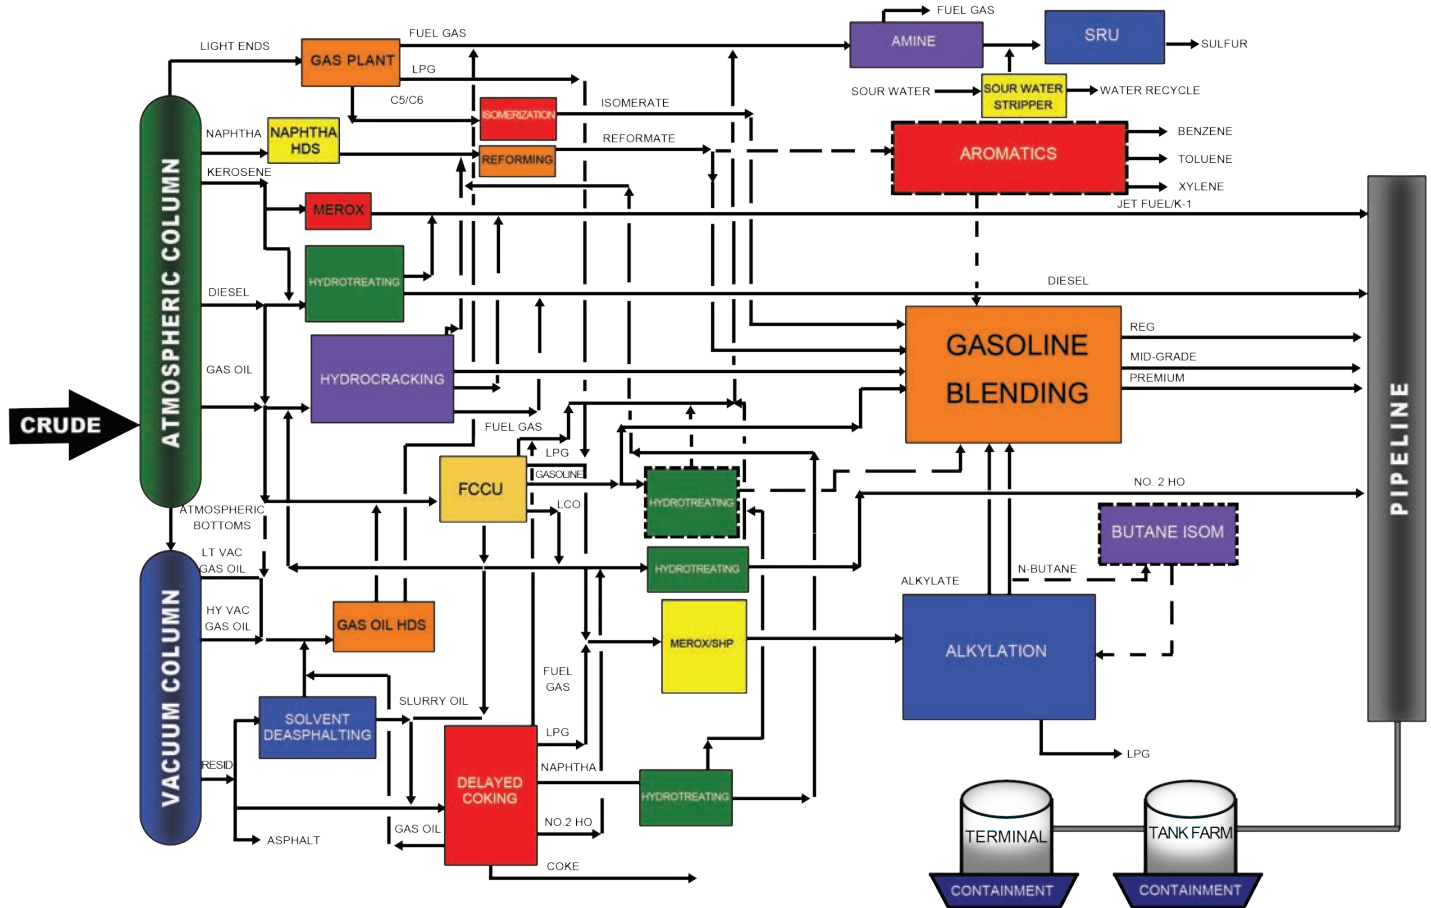 FUEL GAS
FUEL GAS
LIGHT ENDS
GAS PLANT
AMINE
SRU
SULFUR
LPG
C5/C6
SOUR WATER
SOUR WATER
STRIPPER
WATER RECYCLE
ISOMERIZATION
ISOMERATE
NAPHTHA
NAPHTHA
HDS
REFORMATE
REFORMING
AROMATICS
BENZENE
TOLUENE
XYLENE
KEROSENE
MEROX
JET FUEL/K-1
ATMOSPHERIC COLUMN
HYDROTREATING
DIESEL
DIESEL
GASOLINE
BLENDING
REG
MID-GRADE
PREMIUM
GAS OIL
HYDROCRACKING
CRUDE
PIPELINE
FUEL GAS
LPG
GASOLINE
FCCU
LCO
HYDROTREATING
NO. 2 HO
ATMOSPHERIC
BOTTOMS
BUTANE ISOM
LT VAC
GAS OIL
HYDROTREATING
N-BUTANE
ALKYLATE
HY VAC
GAS OIL
GAS OIL HDS
MEROX/SHP
ALKYLATION
VACUUM COLUMN
FUEL
GAS
SLURRY OIL
SOLVENT
DEASPHALTING
LPG
LPG
RESID
NAPHTHA
DELAYED
COKING
HYDROTREATING
GAS OIL
NO.2 HO
ASPHALT
COKE
TERMINAL
TANK FARM
CONTAINMENT
CONTAINMENT